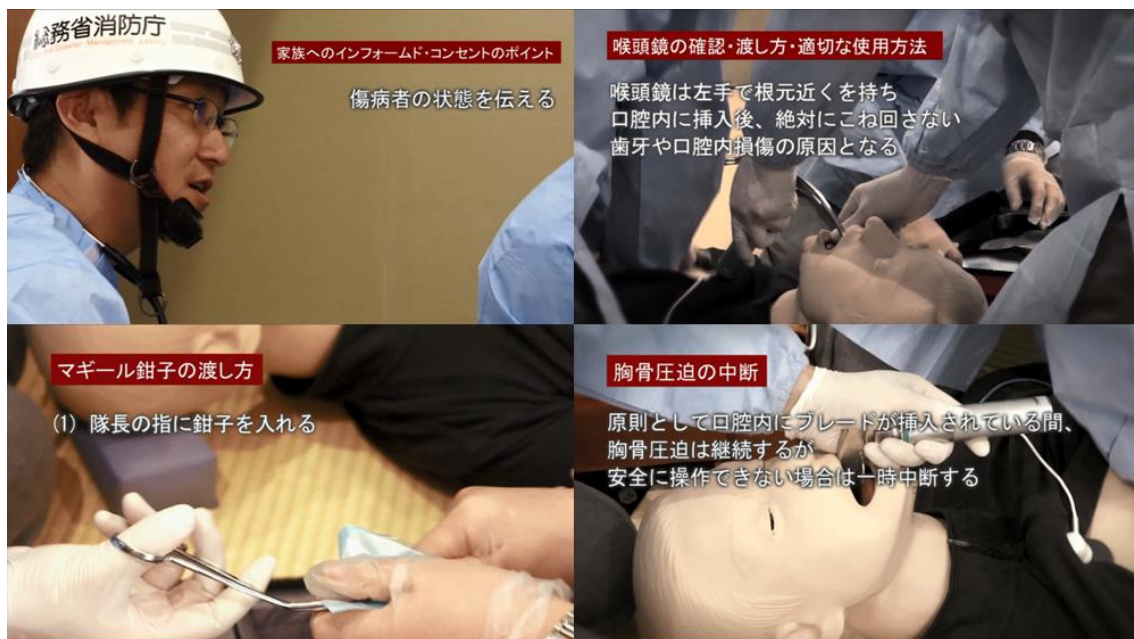 総務省消防庁
家族へのインフォームド・コンセントのポイント
傷病者の状態を伝える
喉頭鏡の確認・渡し方・適切な使用方法
喉頭鏡は左手で根元近くを持ち
口腔内に挿入後、絶対にこね回さない
歯牙や口腔内損傷の原因となる
マギール鉗子の渡し方
(1) 隊長の指に鉗子を入れる
胸骨圧迫の中断
原則として口腔内にブレードが挿入されている間、
胸骨圧迫は継続するが
安全に操作できない場合は一時中断する